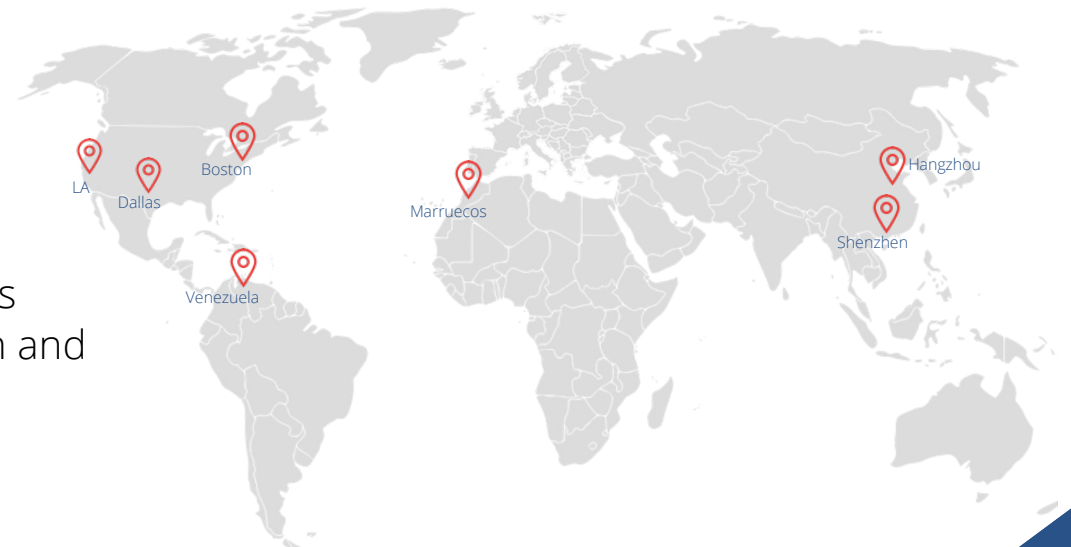 Boston
Hangzhou
LA
Dallas
Marruecos
Shenzhen
Venezuela
s
and